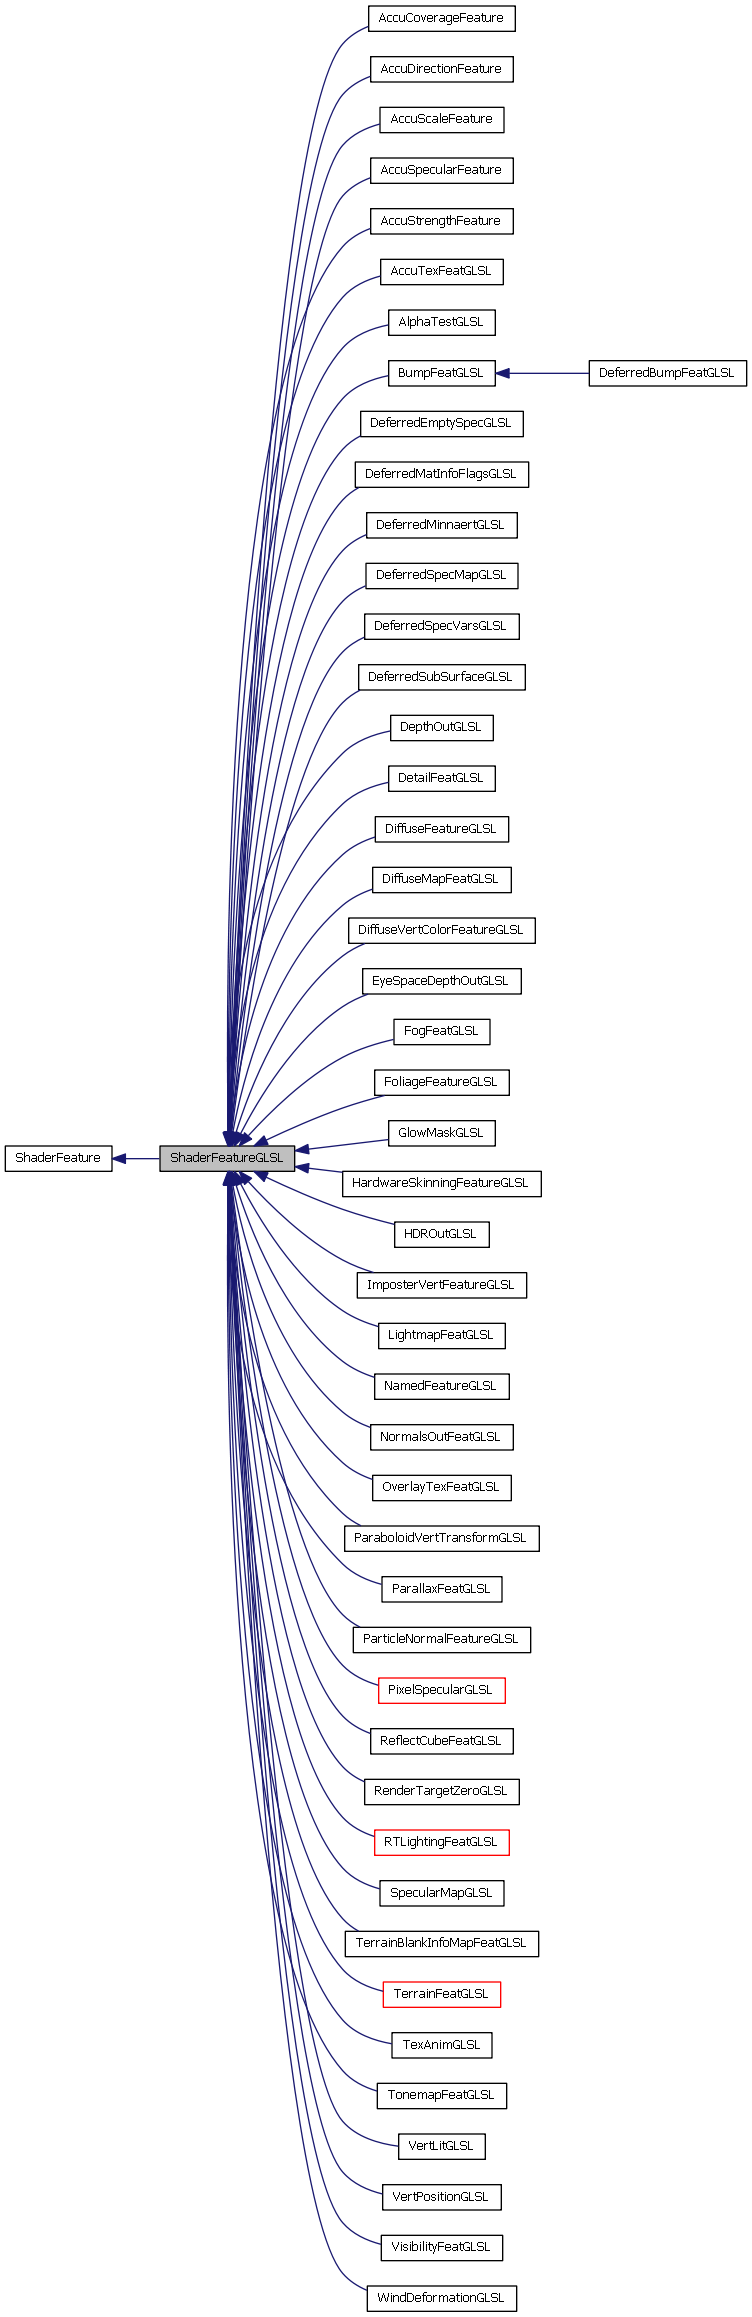 AccuCoverageFeature
AccuDirectionFeature
AccuScaleFeature
AccuSpecularFeature
AccuStrengthFeature
AccuTexFeatGLSL
AlphaTestGLSL
BumpFeatGLSL
DeferredBumpFeatGLSL
DeferredEmptySpecGLSL
DeferredMatInfoFlagsGLSL
DeferredMinnaertGLSL
DeferredSpecMapGLSL
DeferredSpecVarsGLSL
DeferredSubSurfaceGLSL
DepthOutGLSL
DetailFeatGLSL
DiffuseFeatureGLSL
DiffuseMapFeatGLSL
DiffuseVertColorFeatureGLSL
EyeSpaceDepthOutGLSL
FogFeatGLSL
FoliageFeatureGLSL
GlowMaskGLSL
ShaderFeature
ShaderFeatureGLSL
HardwareSkinningFeatureGLSL
HDROutGLSL
ImposterVertFeatureGLSL
LightmapFeatGLSL
NamedFeatureGLSL
NormalsOutFeatGLSL
OverlayTexFeatGLSL
ParaboloidVertTransformGLSL
ParallaxFeatGLSL
ParticleNormalFeatureGLSL
PixelSpecularGLSL
ReflectCubeFeatGLSL
RenderTargetZeroGLSL
RTLightingFeatGLSL
SpecularMapGLSL
TerrainBlankInfoMapFeatGLSL
TerrainFeatGLSL
TexAnimGLSL
TonemapFeatGLSL
VertLitGLSL
VertPositionGLSL
VisibilityFeatGLSL
WindDeformationGLSL